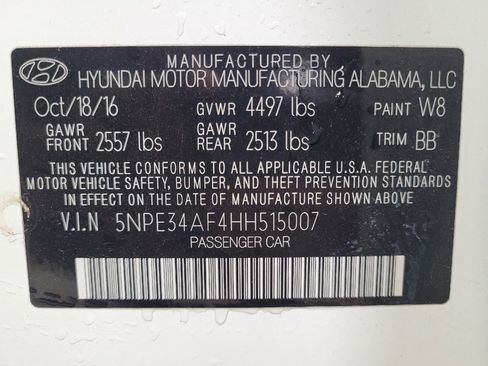 MANUFACTURED BY
HYUNDAI MOTOR MANUFACTURING ALABAMA, LLC
Oct/18/16 GVWR 4497 lbs PAINT W8
GAWR FRONT 2557 lbs GAWR REAR 2513 lbs TRIM BB
THIS VEHICLE CONFORMS TO ALL APPLICABLE U.S.A. FEDERAL
MOTOR VEHICLE SAFETY, BUMPER, AND THEFT PREVENTION STANDARDS
IN EFFECT ON THE DATE OF MANUFACTURE SHOWN ABOVE
V.I.N 5NPE34AF4HH515007
PASSENGER CAR